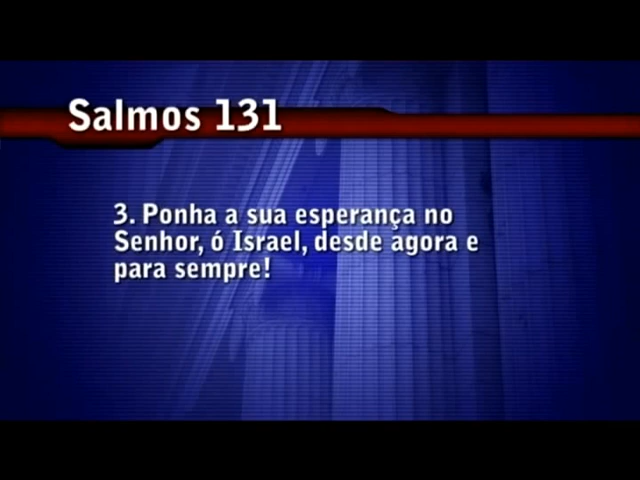 Salmos 131
3. Ponha a sua esperança no
Senhor, ó Israel, desde agora e
para sempre!